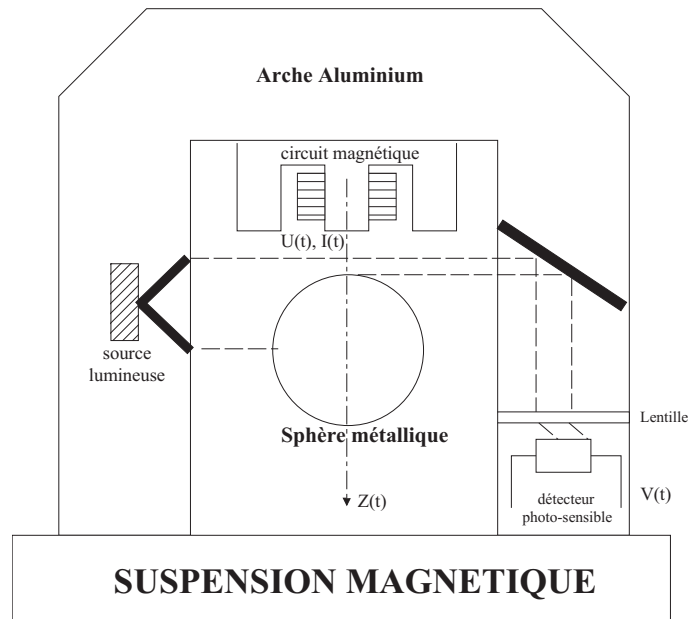 Arche Aluminium
circuit magnétique
U(t), I(t)
source
lumineuse
Lentille
Sphère métallique
Z(t)
V(t)
détecteur
photo-sensible
SUSPENSION MAGNETIQUE